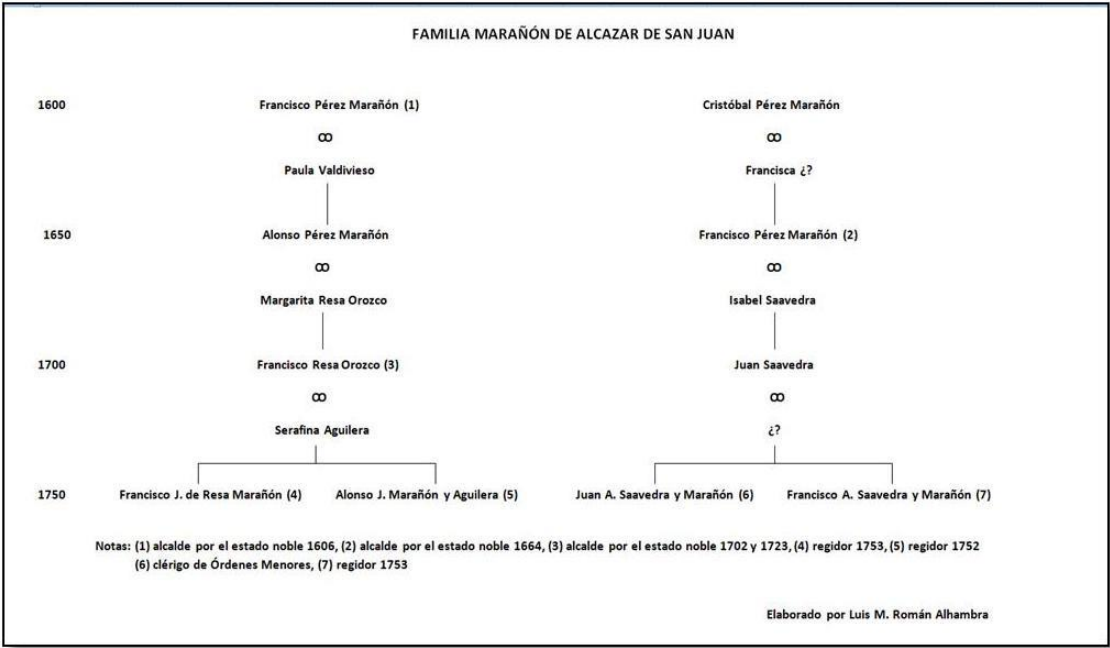 FAMILIA MARAÑÓN DE ALCAZAR DE SAN JUAN
1600 Francisco Pérez Marañón (1) Cristóbal Pérez Marañón
Paula Valdivieso Francisca ¿?
1650 Alonso Pérez Marañón Francisco Pérez Marañón (2)
Margarita Resa Orozco Isabel Saavedra
1700 Francisco Resa Orozco (3) Juan Saavedra
Serafina Aguilera ¿?
1750 Francisco J. de Resa Marañón (4) Alonso J. Marañón y Aguilera (5) Juan A. Saavedra y Marañón (6) Francisco A. Saavedra y Marañón (7)
Notas: (1) alcalde por el estado noble 1606, (2) alcalde por el estado noble 1664, (3) alcalde por el estado noble 1702 y 1723, (4) regidor 1753, (5) regidor 1752
(6) clérigo de Órdenes Menores, (7) regidor 1753
Elaborado por Luis M. Román Alhambra